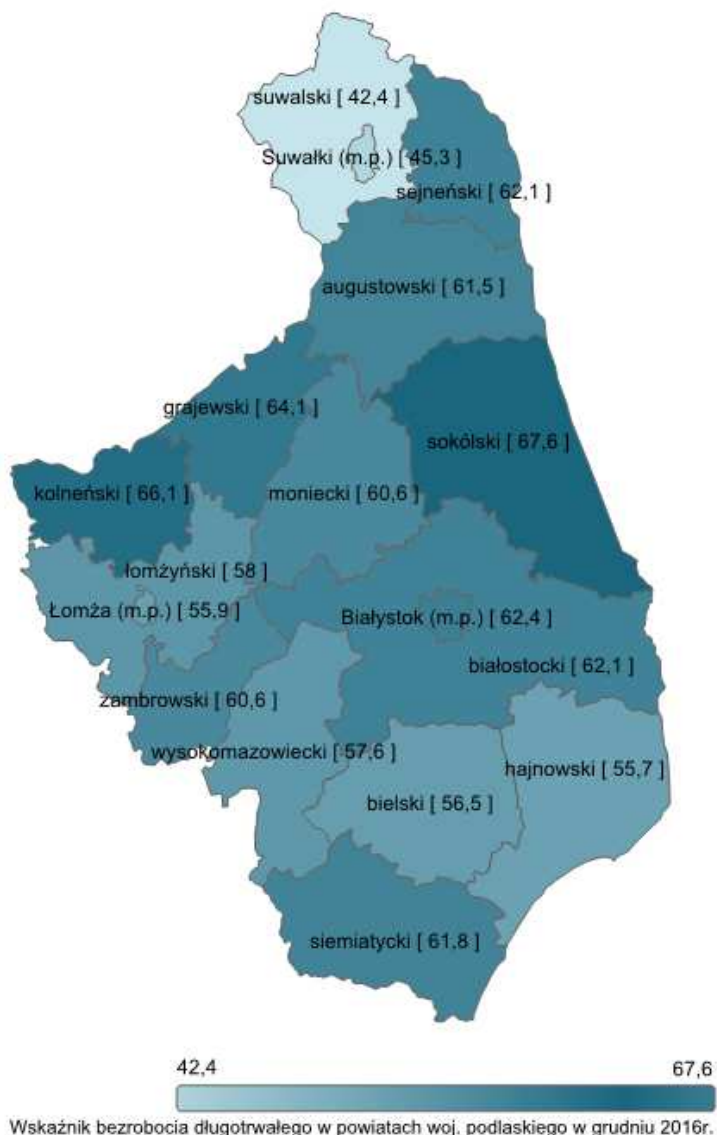 suwalski [ 42,4 ]
Suwałki (m.p.) [ 45,3 ]
sejneński [ 62,1 ]
augustowski [ 61,5 ]
grajewski [ 64,1 ]
sokólski [ 67,6 ]
kolneński [ 66,1 ]
moniecki [ 60,6 ]
łomżyński [ 58 ]
Łomża (m.p.) [ 55,9 ]
Białystok (m.p.) [ 62,4 ]
białostocki [ 62,1 ]
zambrowski [ 60,6 ]
wysokomazowiecki [ 57,6 ]
hajnowski [ 55,7 ]
bielski [ 56,5 ]
siemiatycki [ 61,8 ]
42,4 67,6
Wskaźnik bezrobocia długotrwałego w powiatach woj. podlaskiego w grudniu 2016r.